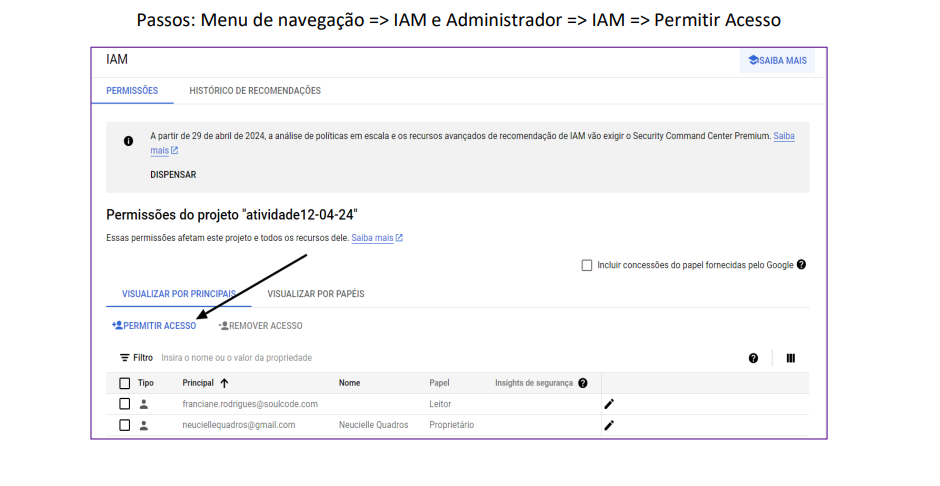 Passos: Menu de navegação => IAM e Administrador => IAM => Permitir Acesso
IAM
SAIBA MAIS
PERMISSÕES HISTÓRICO DE RECOMENDAÇÕES
A partir de 29 de abril de 2024, a análise de políticas em escala e os recursos avançados de recomendação de IAM vão exigir o Security Command Center Premium. Saiba
mais
DISPENSAR
Permissões do projeto "atividade12-04-24"
Essas permissões afetam este projeto e todos os recursos dele. Saiba mais
Incluir concessões do papel fornecidas pelo Google
VISUALIZAR POR PRINCIPAIS VISUALIZAR POR PAPÉIS
PERMITIR ACESSO REMOVER ACESSO
Filtro Insira o nome ou o valor da propriedade
Tipo Principal Nome Papel Insights de segurança
franciane.rodrigues@soulcode.com Leitor
neuciellequadros@gmail.com Neucielle Quadros Proprietário